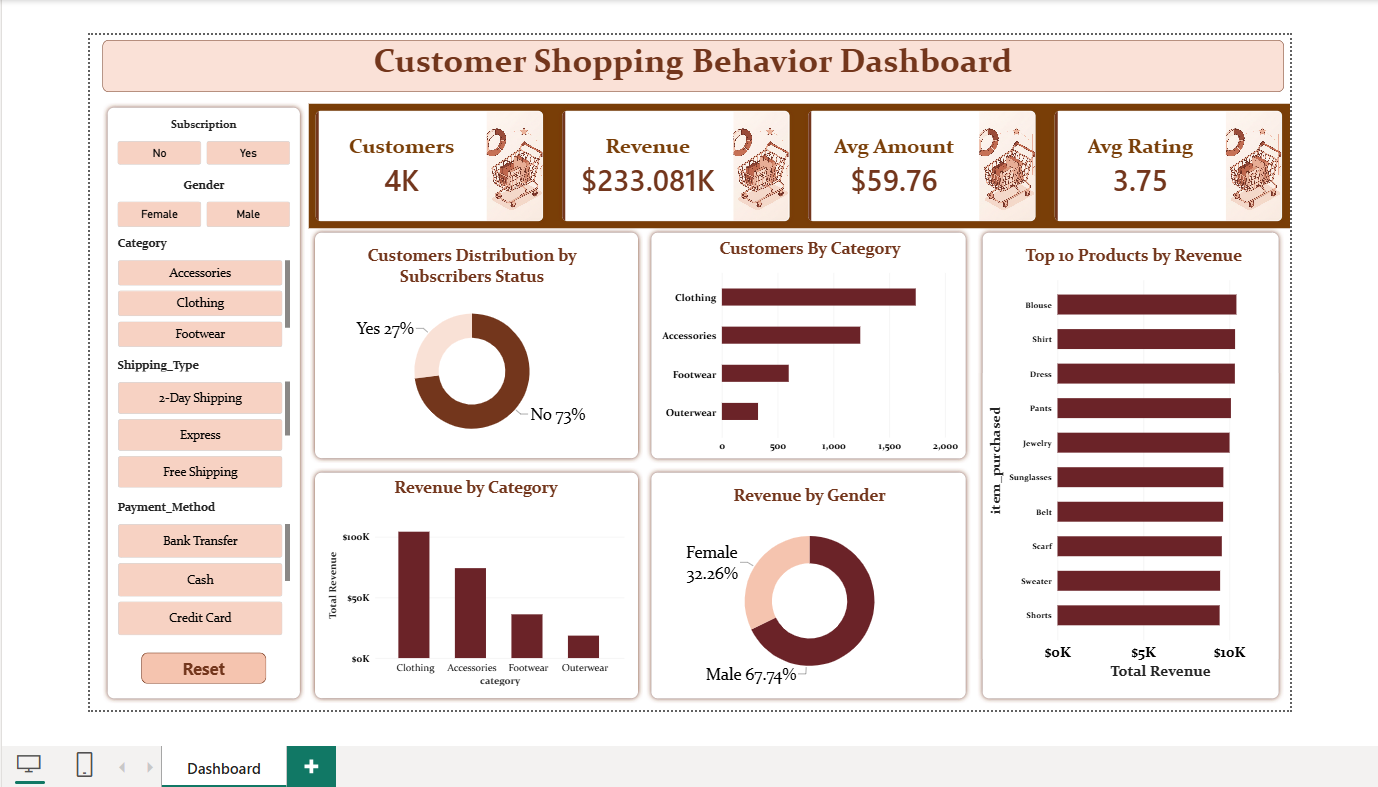 Customer Shopping Behavior Dashboard
Subscription
No
Yes
Gender
Female
Male
Category
Accessories
Clothing
Footwear
Shipping_Type
2-Day Shipping
Express
Free Shipping
Payment_Method
Bank Transfer
Cash
Credit Card
Reset
Customers
4K
Revenue
$233.081K
Avg Amount
$59.76
Avg Rating
3.75
Customers Distribution by
Subscribers Status
Yes 27%
No 73%
Customers By Category
Clothing
Accessories
Footwear
Outerwear
0
500
1,000
1,500
2,000
Top 10 Products by Revenue
item_purchased
Blouse
Shirt
Dress
Pants
Jewelry
Sunglasses
Belt
Scarf
Sweater
Shorts
$0K
$5K
$10K
Total Revenue
Revenue by Category
Total Revenue
$100K
$50K
$0K
Clothing
Accessories
Footwear
Outerwear
category
Revenue by Gender
Female
32.26%
Male 67.74%
Dashboard